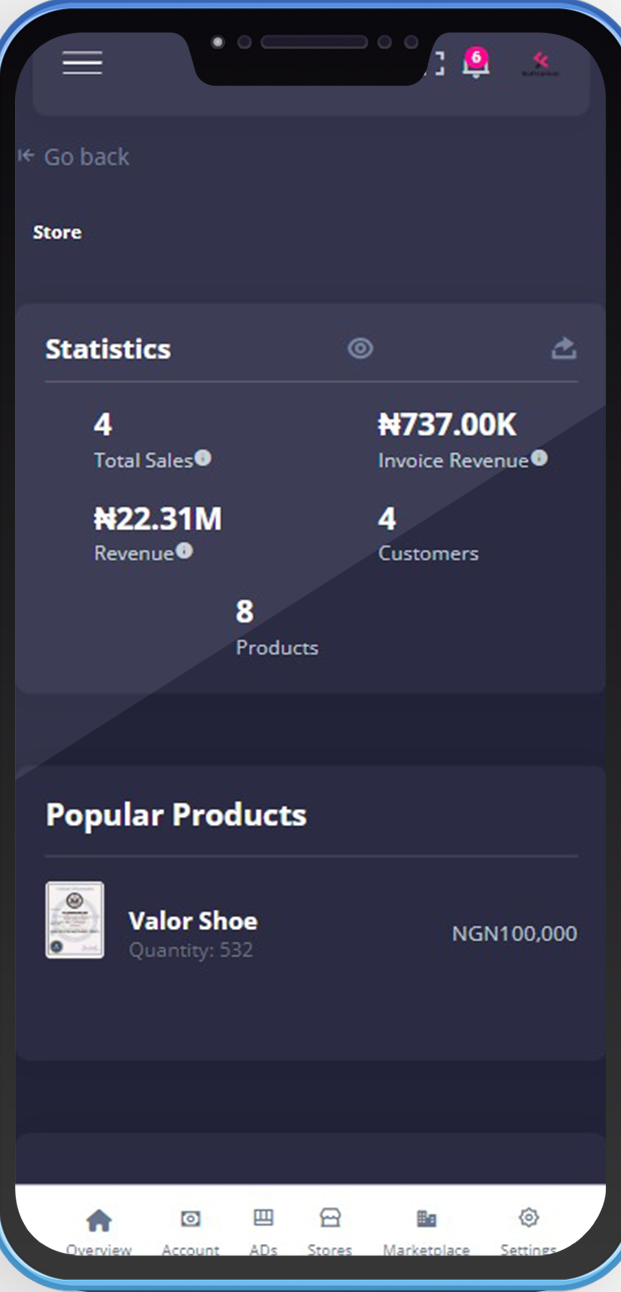 6
Go back
Store
Statistics
4
Total Sales
₦737.00K
Invoice Revenue
₦22.31M
Revenue
4
Customers
8
Products
Popular Products
Valor Shoe
Quantity: 532
NGN100,000
Overview Account ADs Stores Marketplace Settings